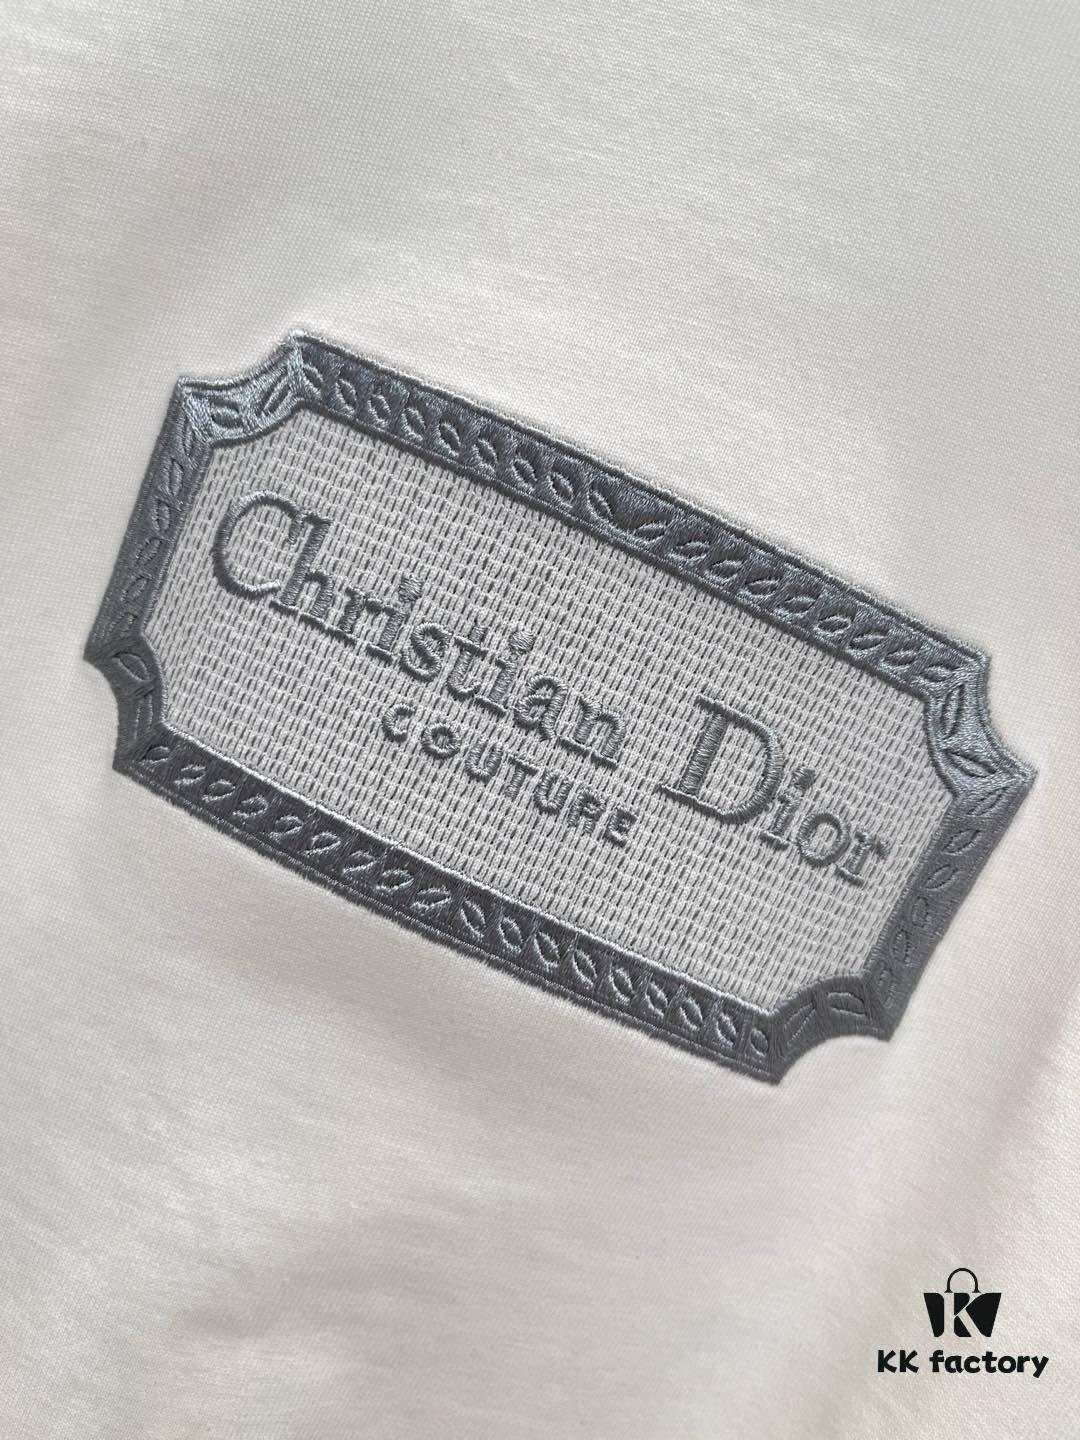 Christian Dior
COUTURE
KK factory